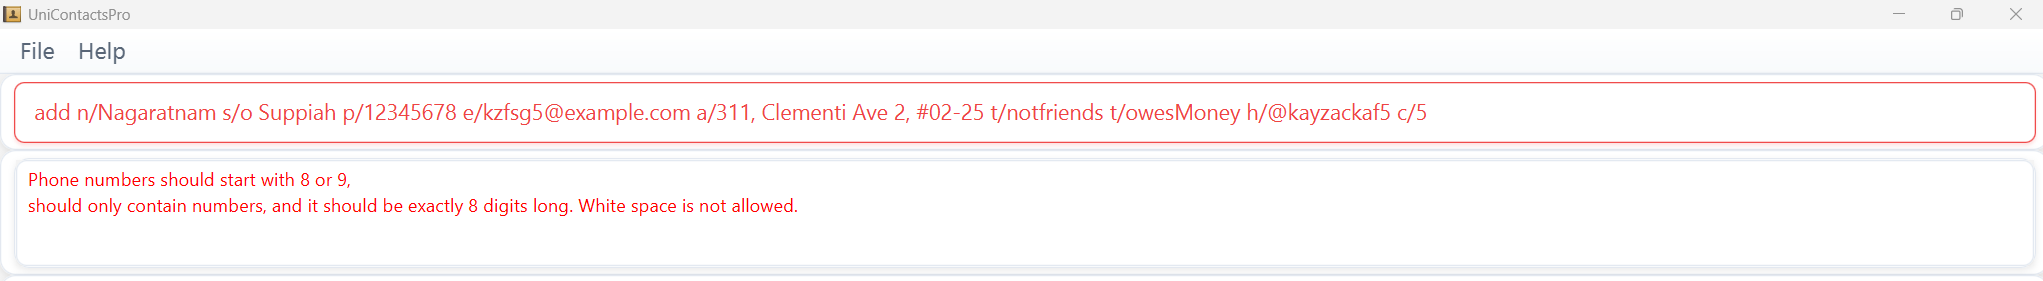 UniContactsPro
File Help
add n/Nagaratnam s/o Suppiah p/12345678 e/kzfsg5@example.com a/311, Clementi Ave 2, #02-25 t/notfriends t/owesMoney h/@kayzackaf5 c/5
Phone numbers should start with 8 or 9,
should only contain numbers, and it should be exactly 8 digits long. White space is not allowed.